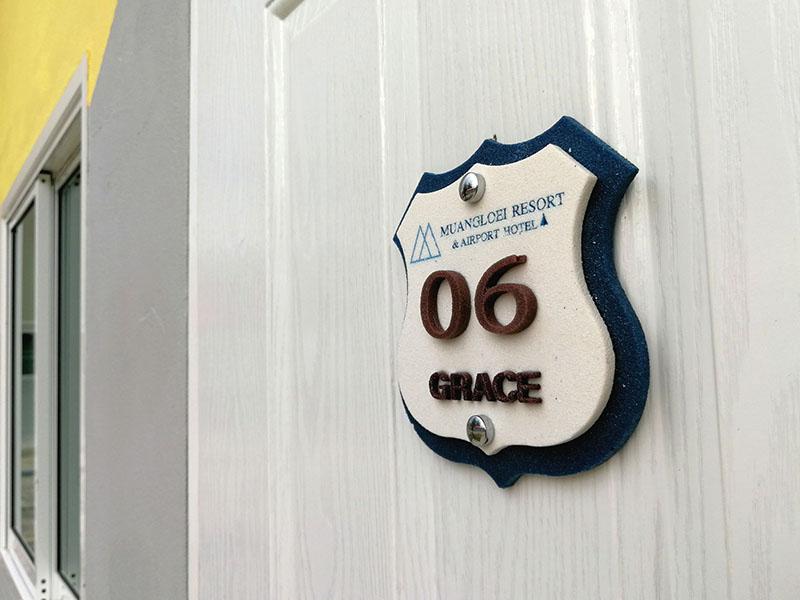 MUANGLOEI RESORT
& AIRPORT HOTEL
06
GRACE